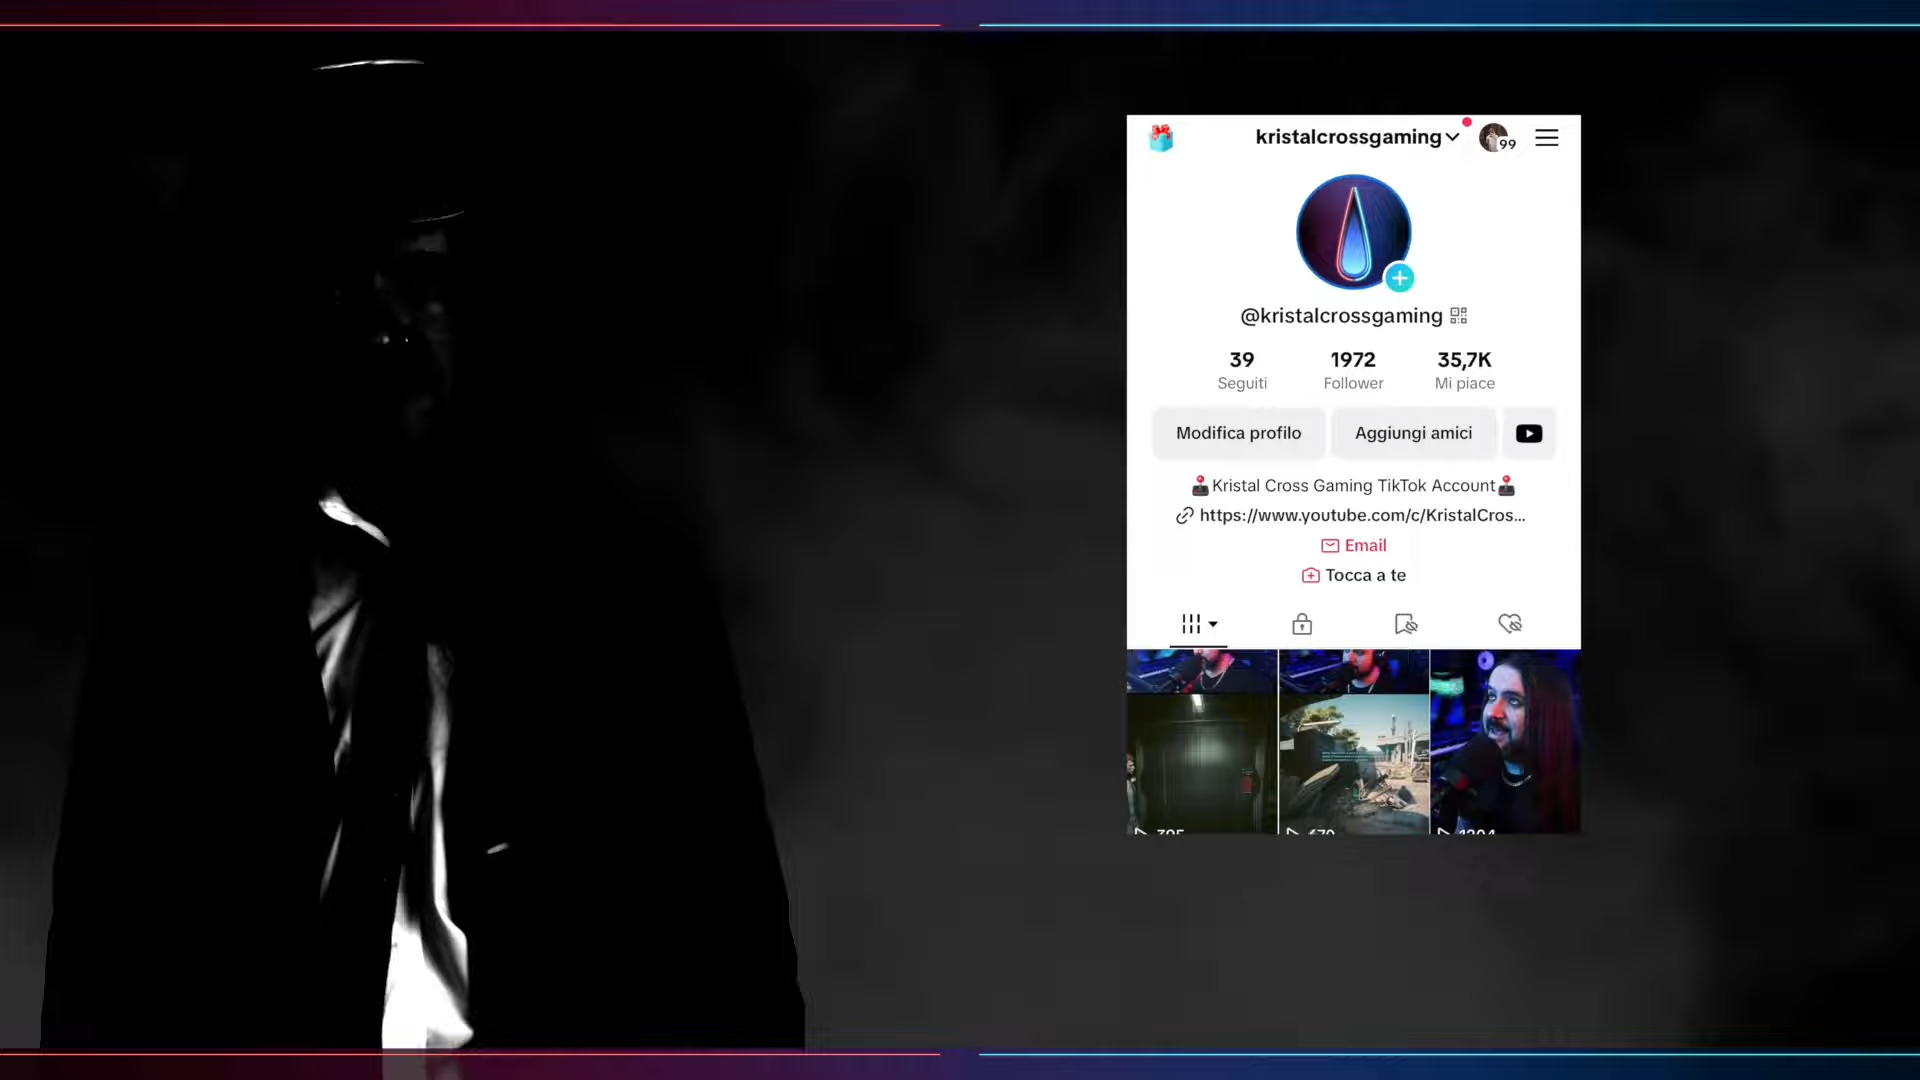 kristalcrossgaming
99
@kristalcrossgaming
39 1972 35,7K
Seguiti Follower Mi piace
Modifica profilo Aggiungi amici
Kristal Cross Gaming TikTok Account
https://www.youtube.com/c/KristalCros...
Email
Tocca a te